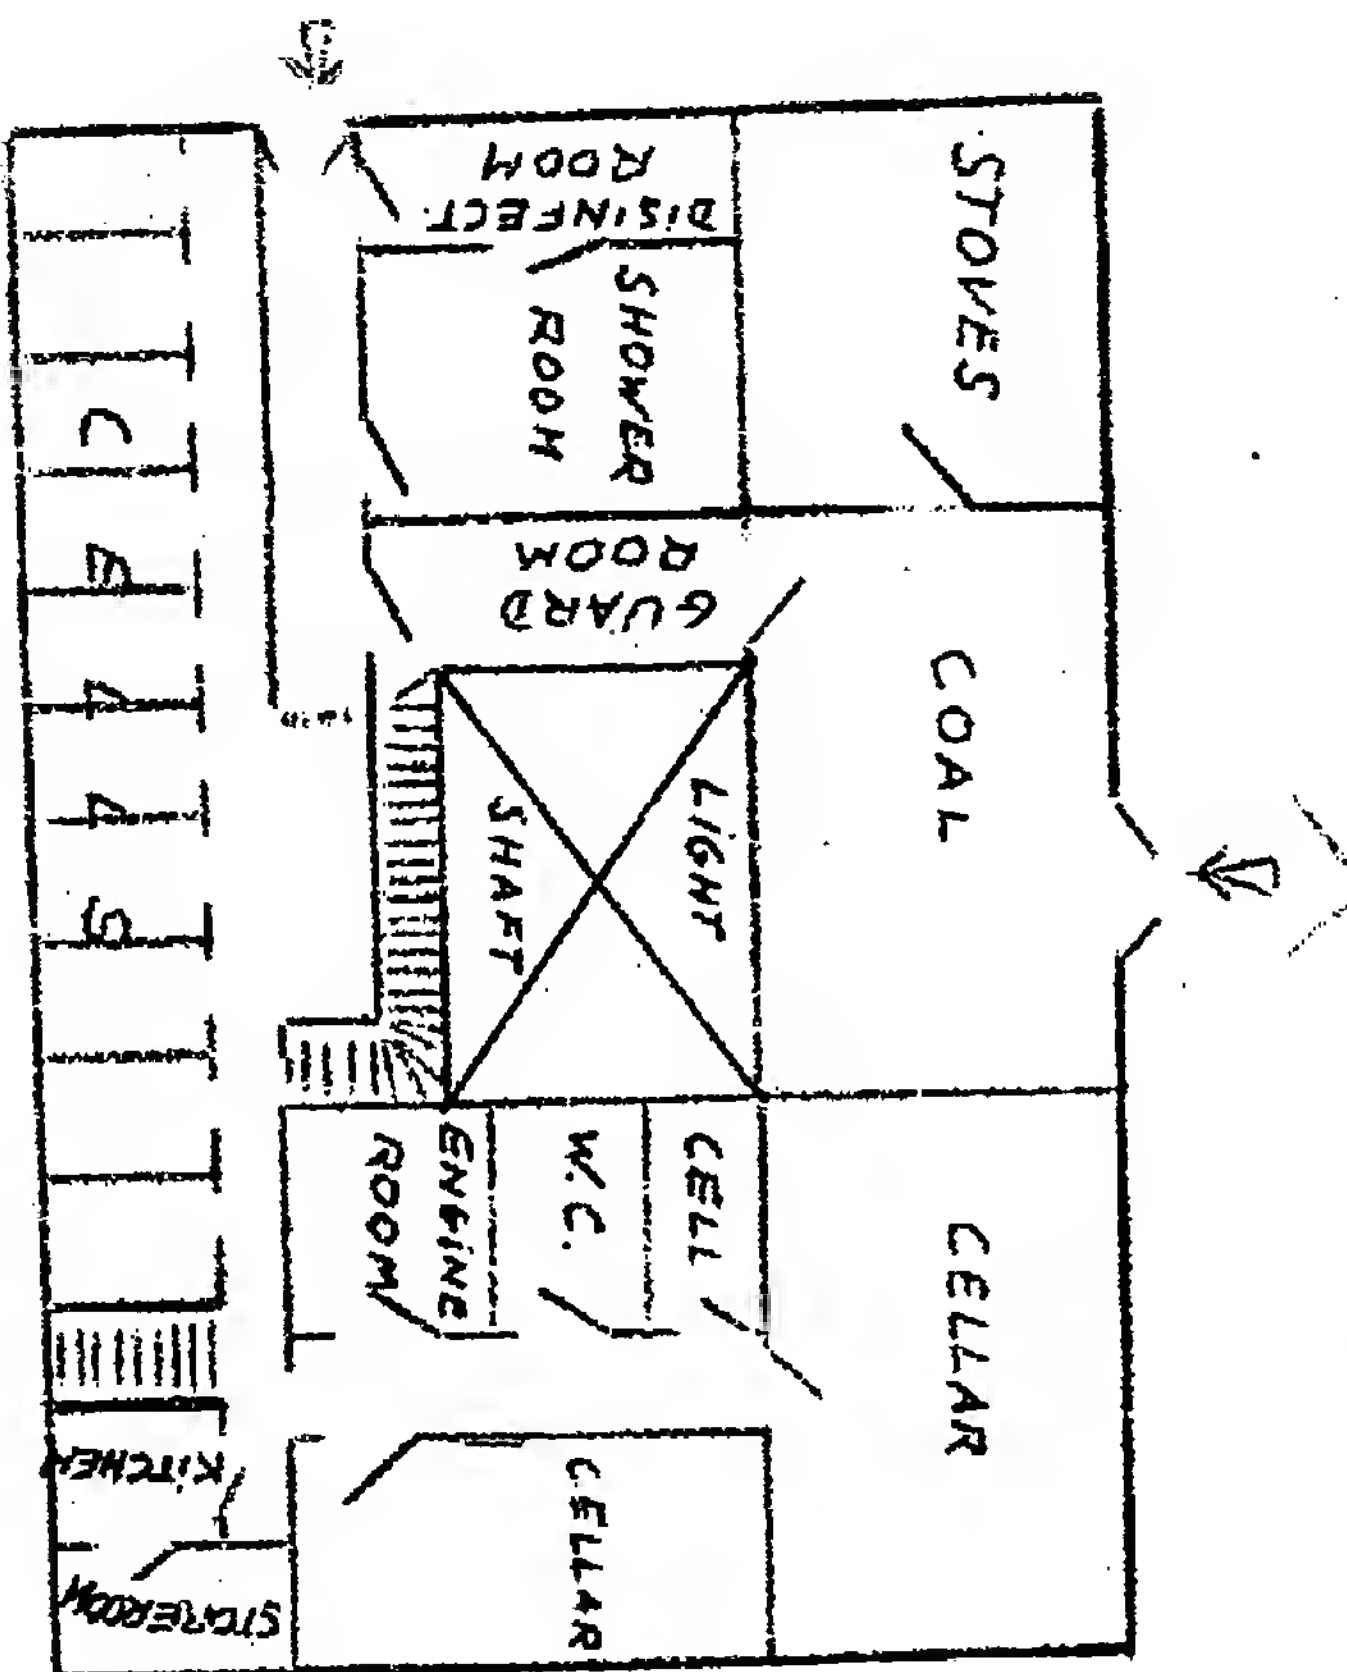 DISINFECT.
ROOM
STOVES
SHOWER
ROOM
GUARD
ROOM
CELLS
COAL
LIGHT
SHAFT
ENGINE
ROOM
W.C.
CELL
CELLAR
KITCHEN
CELLAR
STOREROOM